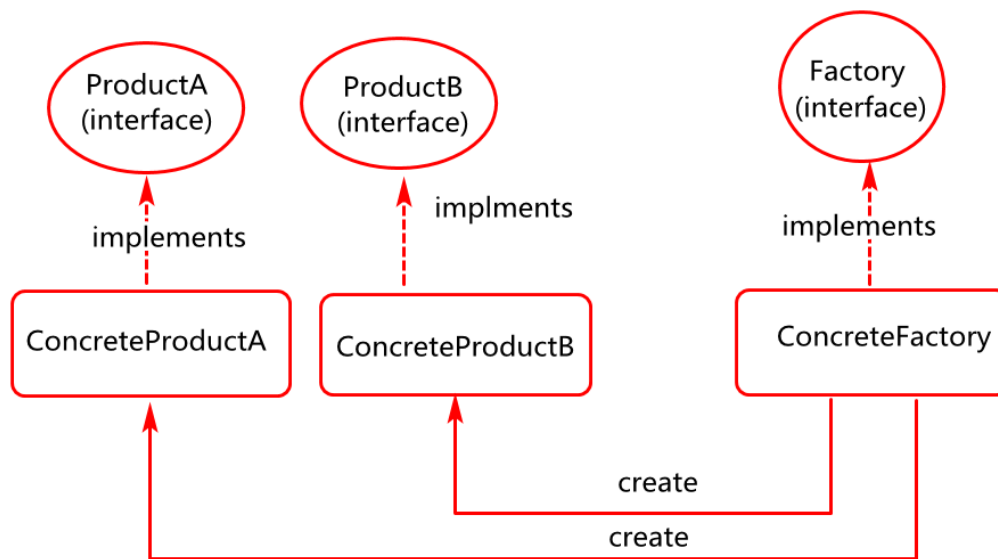 ProductA
(interface)
ProductB
(interface)
Factory
(interface)
implements
implments
implements
ConcreteProductA
ConcreteProductB
ConcreteFactory
create
create